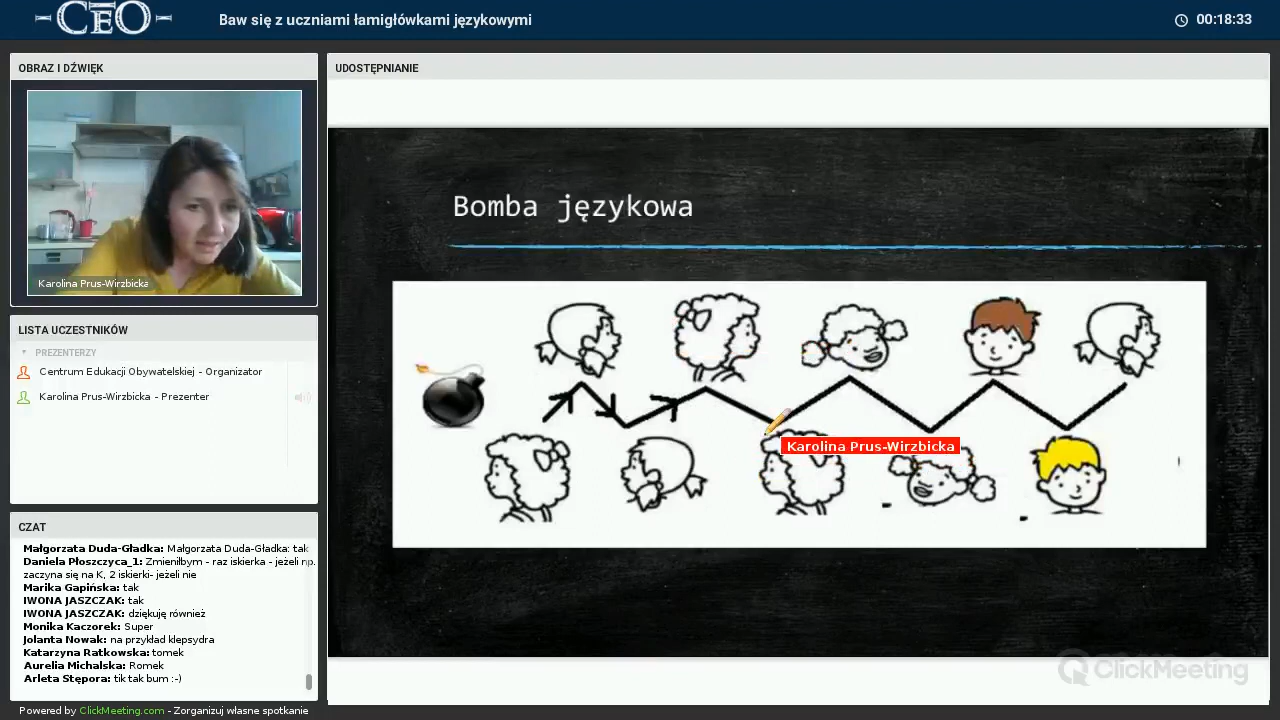 CEO
Baw się z uczniami łamigłówkami językowymi
00:18:33
OBRAZ I DŹWIĘK
Karolina Prus-Wirzbicka
LISTA UCZESTNIKÓW
PREZENTERZY
Centrum Edukacji Obywatelskiej - Organizator
Karolina Prus-Wirzbicka - Prezenter
CZAT
Małgorzata Duda-Gładka: Małgorzata Duda-Gładka: tak
Daniela Płoszczyca_1: Zmieniłbym - raz iskierka - jeżeli np.
zaczyna się na K, 2 iskierki- jeżeli nie
Marika Gapińska: tak
IWONA JASZCZAK: tak
IWONA JASZCZAK: dziękuję również
Monika Kaczorek: Super
Jolanta Nowak: na przykład klepsydra
Katarzyna Ratkowska: tomek
Aurelia Michalska: Romek
Arleta Stępora: tik tak bum :-)
Powered by ClickMeeting.com - Zorganizuj własne spotkanie
UDOSTĘPNIANIE
Bomba językowa
Karolina Prus-Wirzbicka
ClickMeeting